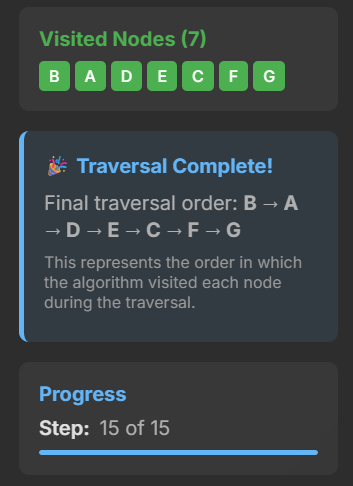 Visited Nodes (7)
B A D E C F G
🎉 Traversal Complete!
Final traversal order: B → A
→ D → E → C → F → G
This represents the order in which
the algorithm visited each node
during the traversal.
Progress
Step: 15 of 15